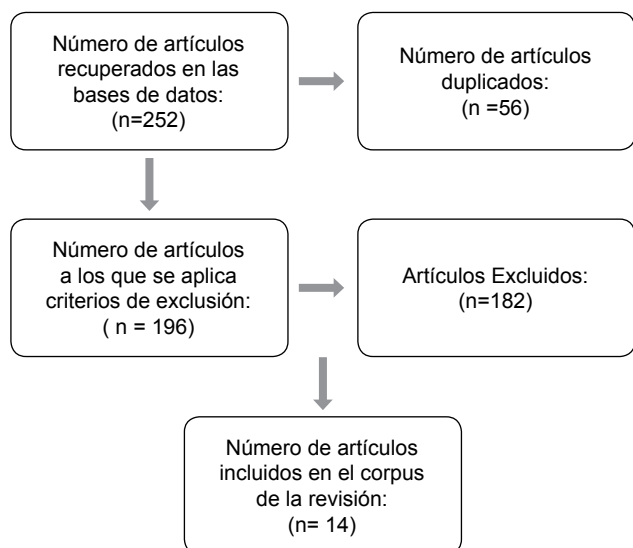 Número de artículos
recuperados en las
bases de datos:
(n=252)
Número de artículos
duplicados:
(n =56)
Número de artículos
a los que se aplica
criterios de exclusión:
( n = 196)
Artículos Excluidos:
(n=182)
Número de artículos
incluidos en el corpus
de la revisión:
(n= 14)